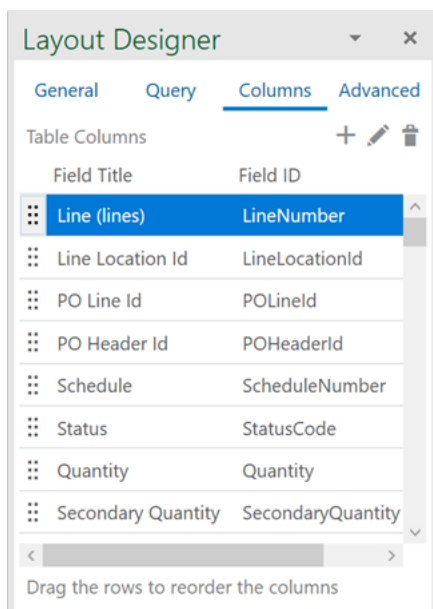 Layout Designer
General Query Columns Advanced
Table Columns
Field Title Field ID
Line (lines) LineNumber
Line Location Id LineLocationId
PO Line Id POLineId
PO Header Id POHeaderId
Schedule ScheduleNumber
Status StatusCode
Quantity Quantity
Secondary Quantity SecondaryQuantity
Drag the rows to reorder the columns